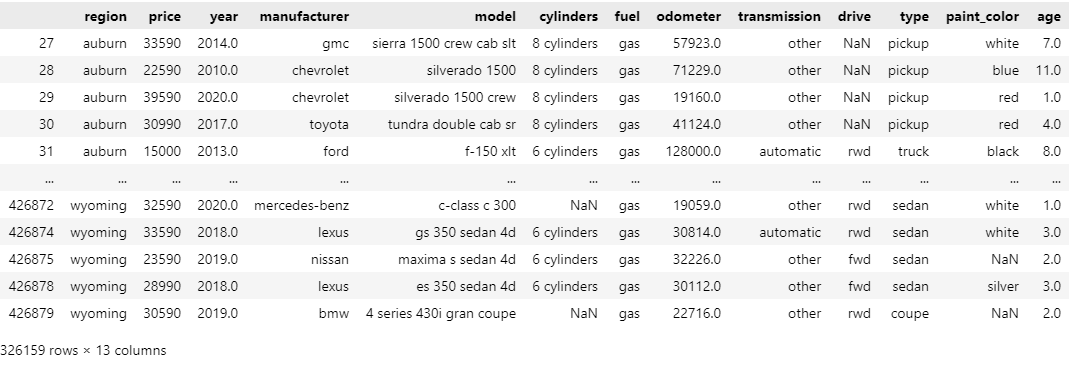 region price year manufacturer model cylinders fuel odometer transmission drive type paint_color age
27 auburn 33590 2014.0 gmc sierra 1500 crew cab slt 8 cylinders gas 57923.0 other NaN pickup white 7.0
28 auburn 22590 2010.0 chevrolet silverado 1500 8 cylinders gas 71229.0 other NaN pickup blue 11.0
29 auburn 39590 2020.0 chevrolet silverado 1500 crew 8 cylinders gas 19160.0 other NaN pickup red 1.0
30 auburn 30990 2017.0 toyota tundra double cab sr 8 cylinders gas 41124.0 other NaN pickup red 4.0
31 auburn 15000 2013.0 ford f-150 xlt 6 cylinders gas 128000.0 automatic rwd truck black 8.0
... ... ... ... ... ... ... ... ... ... ... ... ... ...
426872 wyoming 32590 2020.0 mercedes-benz c-class c 300 NaN gas 19059.0 other rwd sedan white 1.0
426874 wyoming 33590 2018.0 lexus gs 350 sedan 4d 6 cylinders gas 30814.0 automatic rwd sedan white 3.0
426875 wyoming 23590 2019.0 nissan maxima s sedan 4d 6 cylinders gas 32226.0 other fwd sedan NaN 2.0
426878 wyoming 28990 2018.0 lexus es 350 sedan 4d 6 cylinders gas 30112.0 other fwd sedan silver 3.0
426879 wyoming 30590 2019.0 bmw 4 series 430i gran coupe NaN gas 22716.0 other rwd coupe NaN 2.0
326159 rows × 13 columns